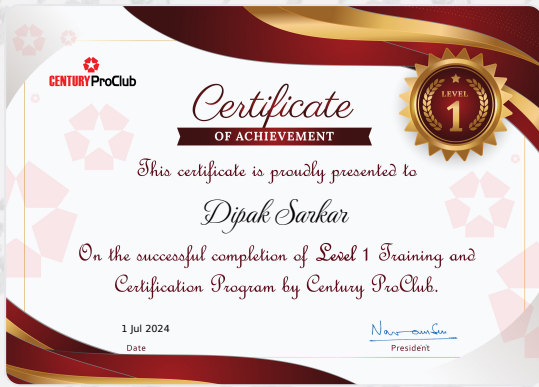 CENTURY ProClub
Certificate
OF ACHIEVEMENT
LEVEL
1
This certificate is proudly presented to
Dipak Sarkar
On the successful completion of Level 1 Training and
Certification Program by Century ProClub.
1 Jul 2024
Date
President